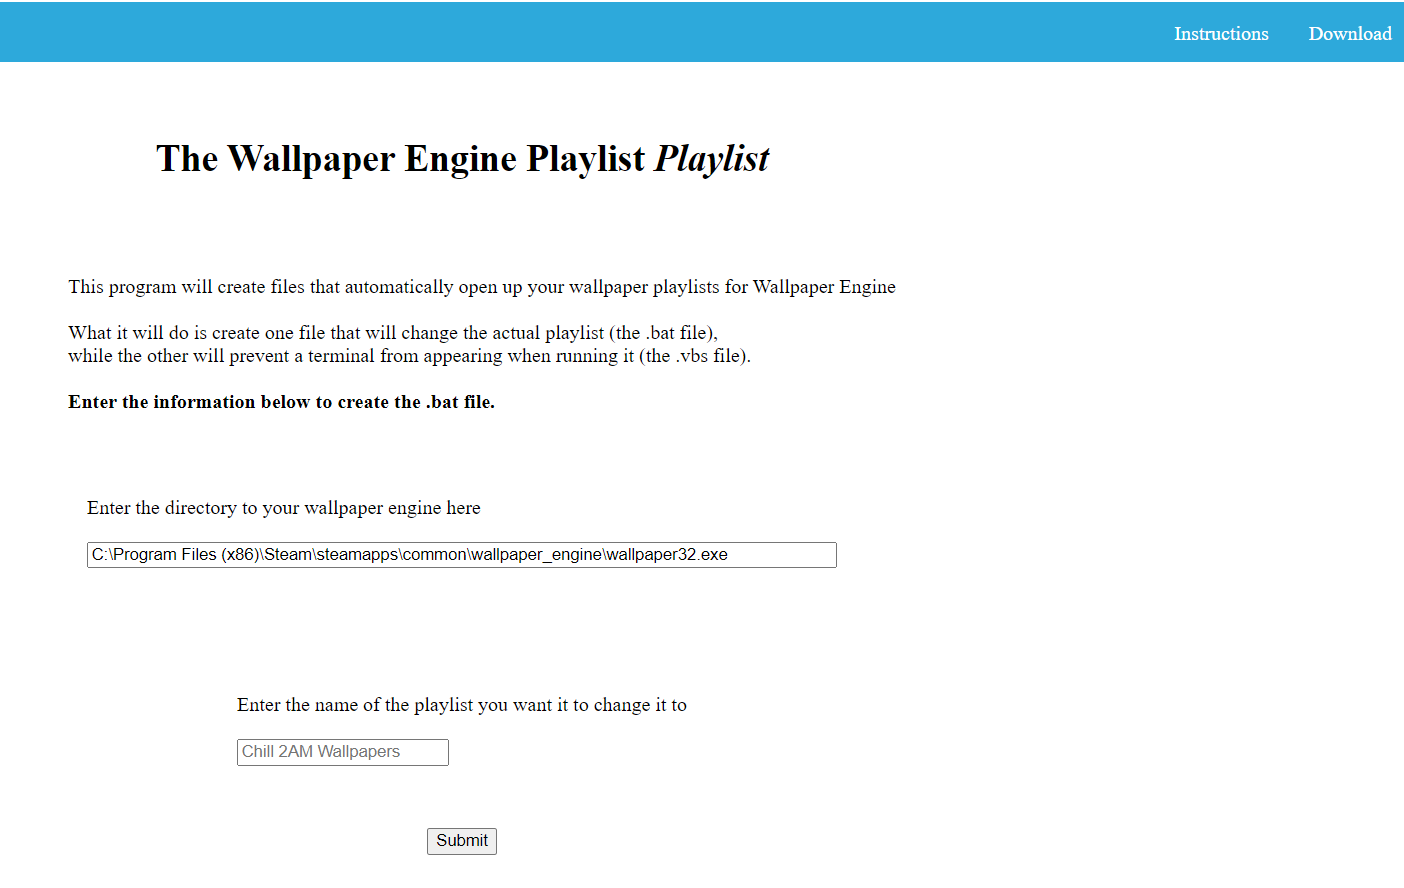 Instructions Download
The Wallpaper Engine Playlist Playlist
This program will create files that automatically open up your wallpaper playlists for Wallpaper Engine
What it will do is create one file that will change the actual playlist (the .bat file),
while the other will prevent a terminal from appearing when running it (the .vbs file).
Enter the information below to create the .bat file.
Enter the directory to your wallpaper engine here
C:\Program Files (x86)\Steam\steamapps\common\wallpaper_engine\wallpaper32.exe
Enter the name of the playlist you want it to change it to
Chill 2AM Wallpapers
Submit